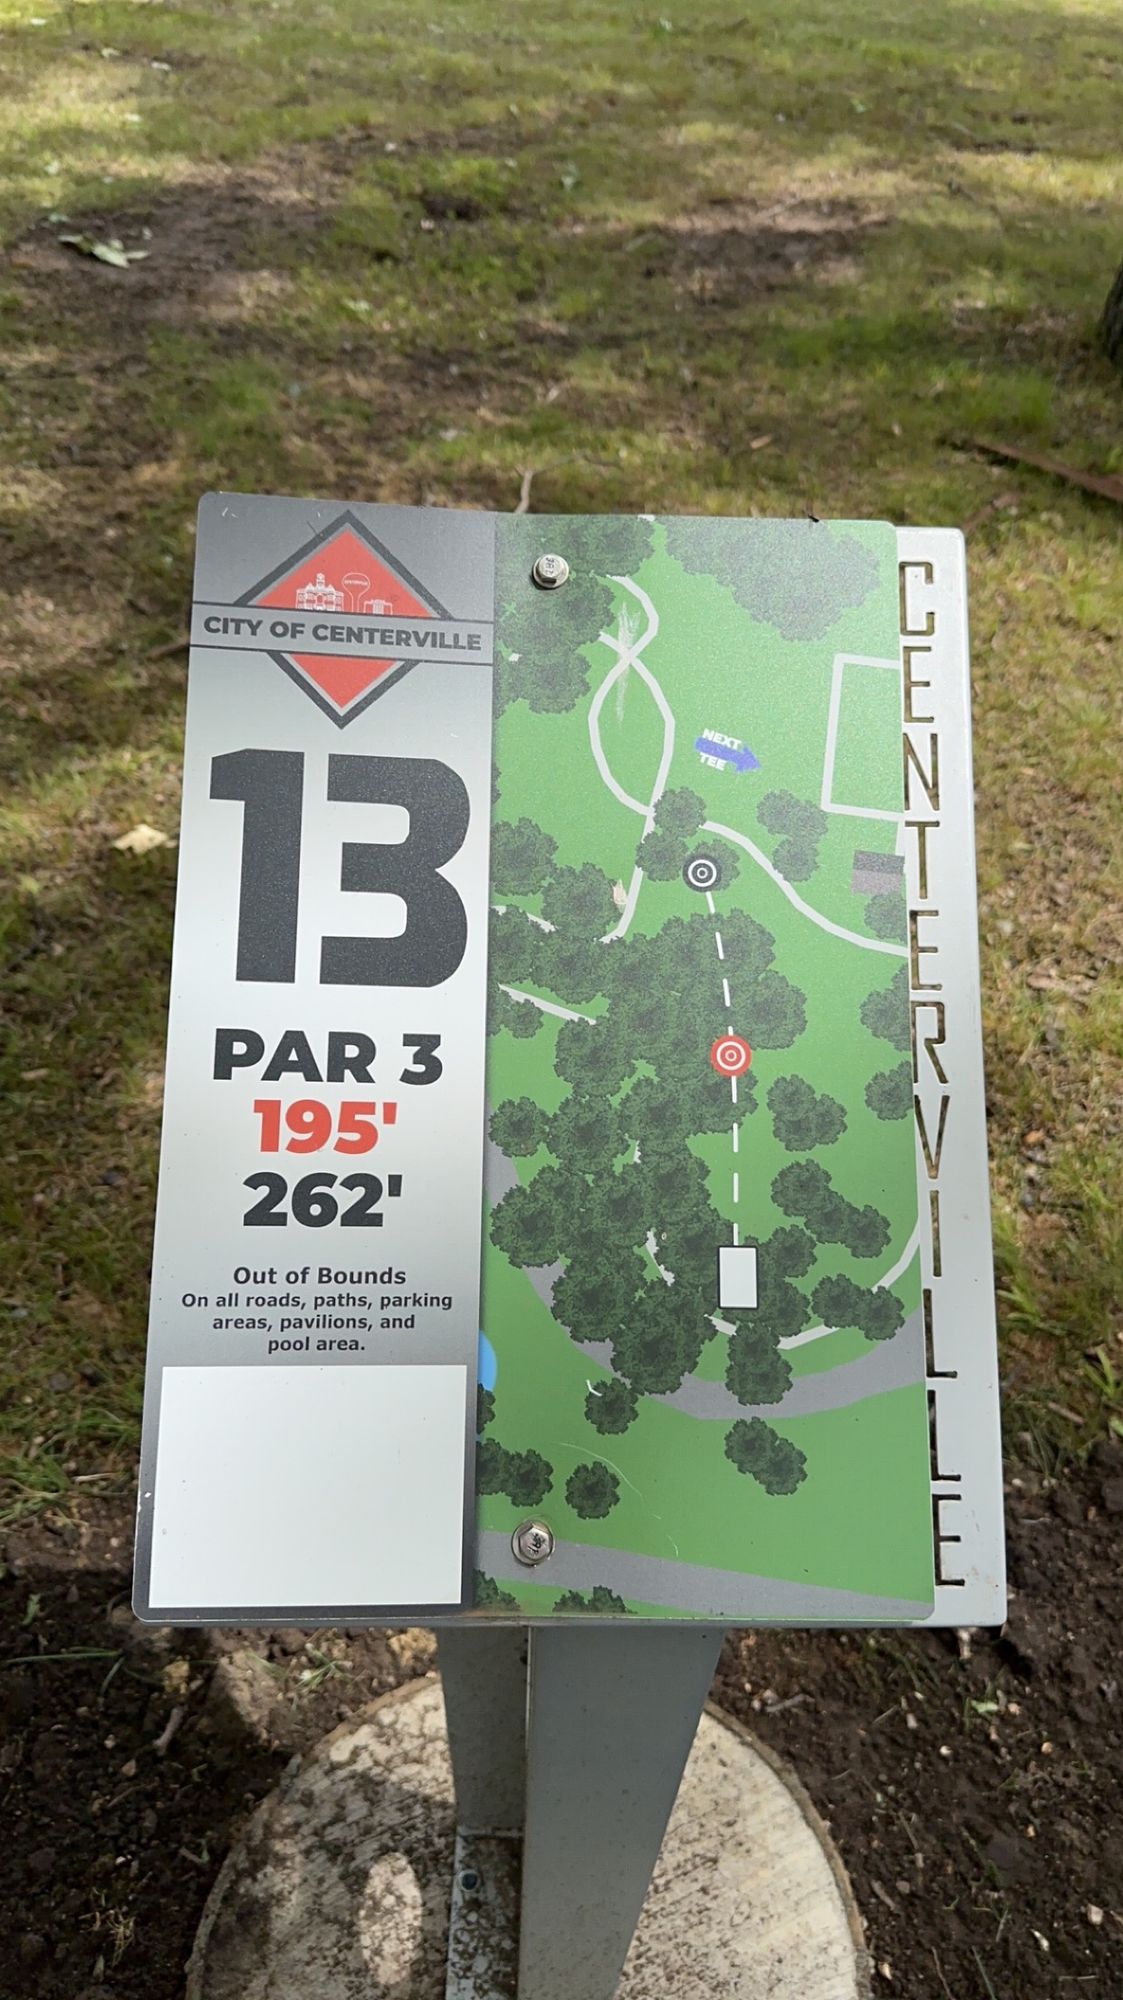 CITY OF CENTERVILLE
13
PAR 3
195'
262'
Out of Bounds
On all roads, paths, parking
areas, pavilions, and
pool area.
NEXT
TEE
CENTERVILLE